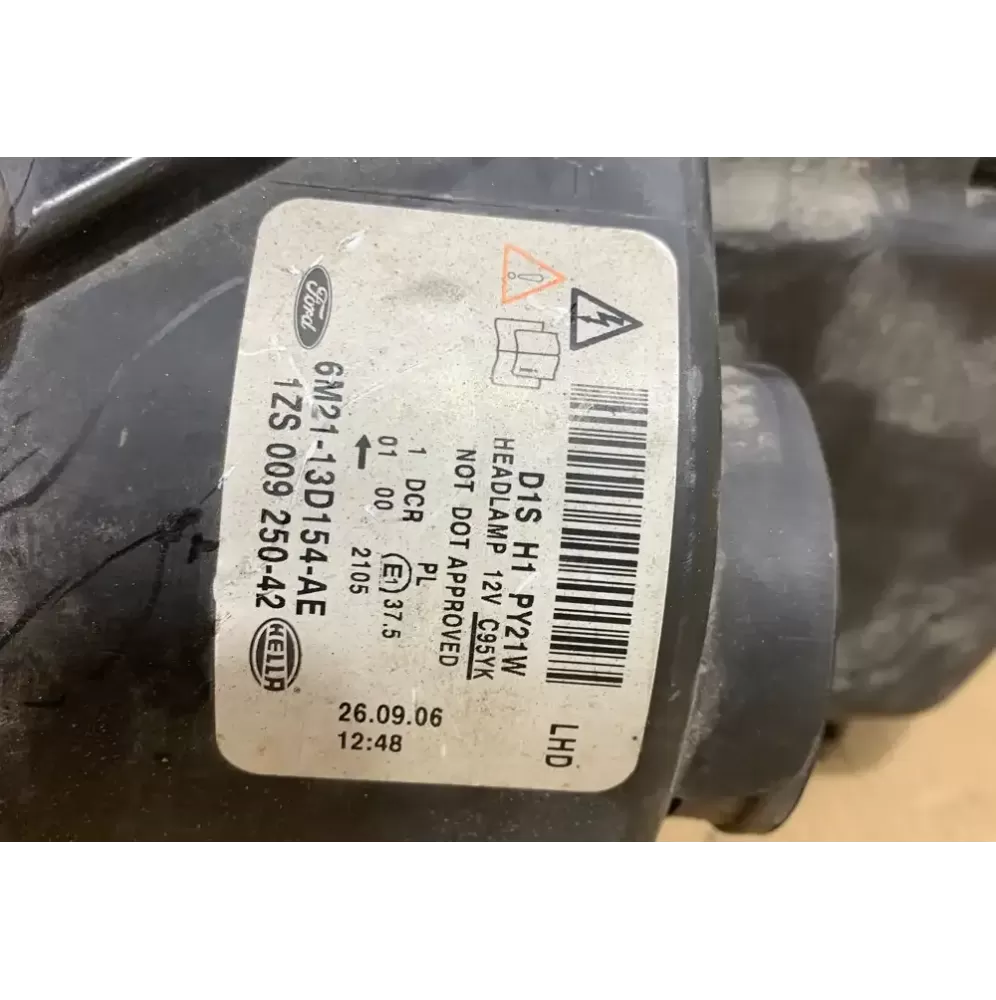 Ford
6M21-13D154-AE
1ZS 009 250-42
HELLA
®
1 DCR PL
01 00 E1 37.5
2105
26.09.06
12:48
D1S H1 PY21W
HEADLAMP 12V C95YK
NOT DOT APPROVED
LHD